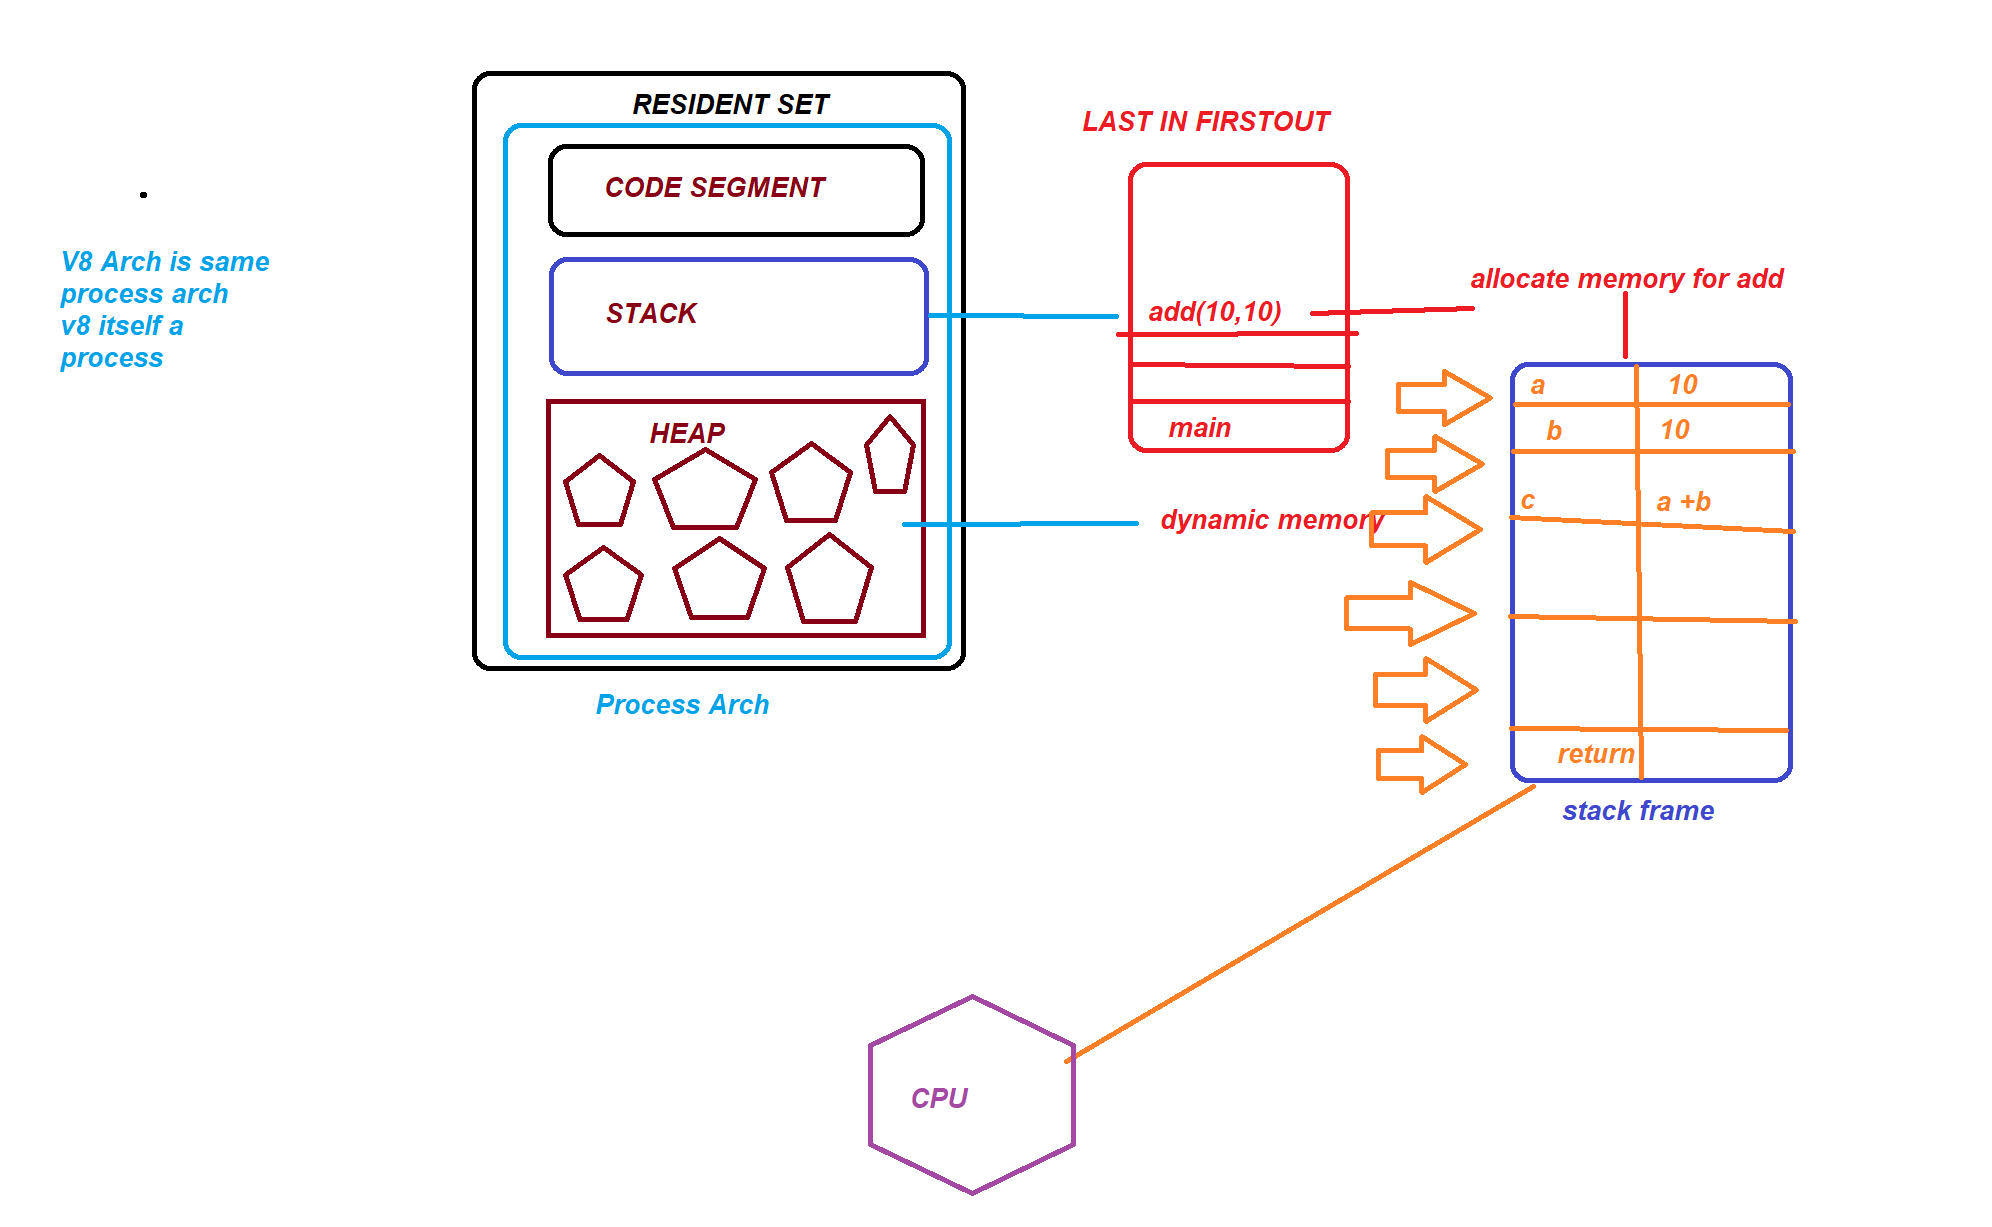 RESIDENT SET
CODE SEGMENT
STACK
HEAP
Process Arch
V8 Arch is same
process arch
v8 itself a
process
LAST IN FIRSTOUT
add(10,10)
main
dynamic memory
allocate memory for add
a 10
b 10
c a +b
return
stack frame
CPU